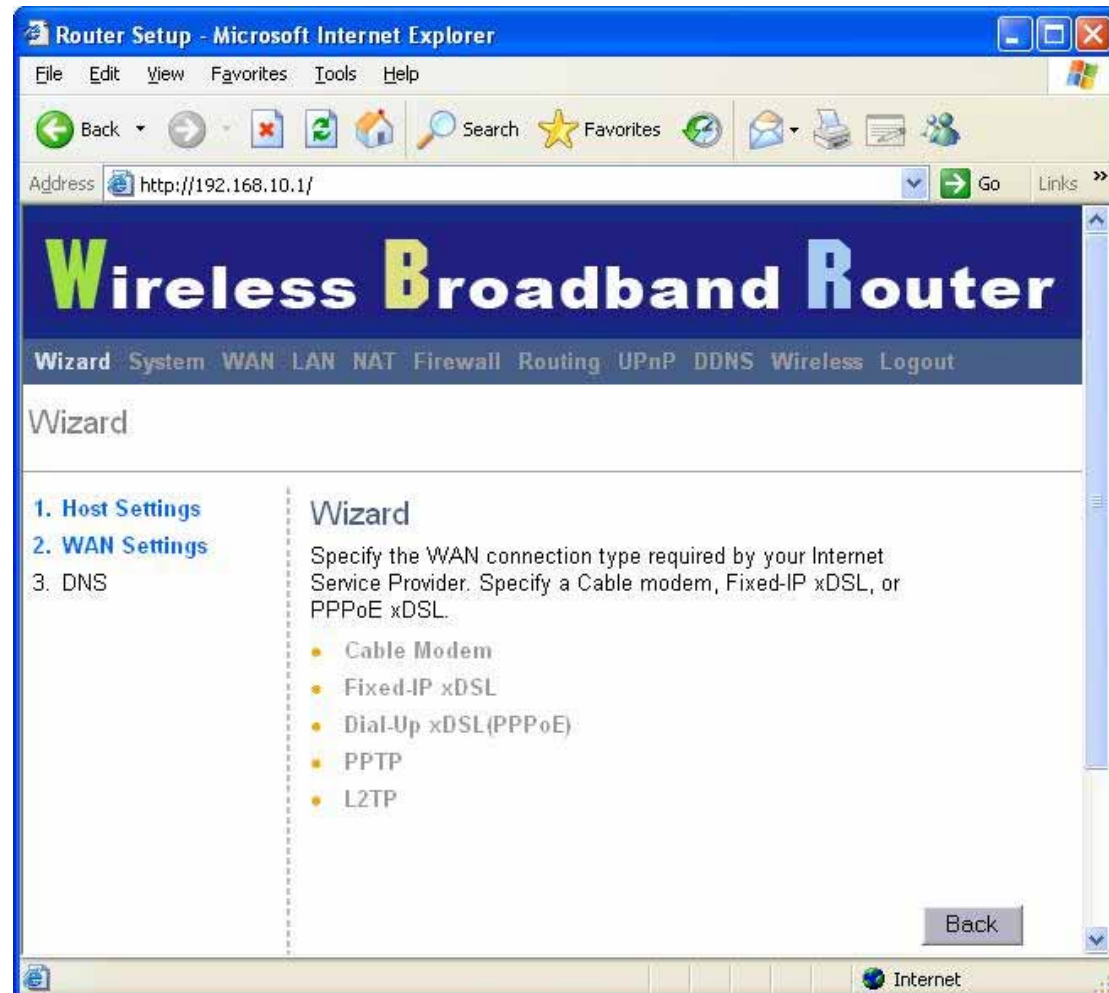 Router Setup - Microsoft Internet Explorer
File Edit View Favorites Tools Help
Back Search Favorites
Address http://192.168.10.1/ Go Links »
Wireless Broadband Router
Wizard System WAN LAN NAT Firewall Routing UPnP DDNS Wireless Logout
Wizard
1. Host Settings
2. WAN Settings
3. DNS
Wizard
Specify the WAN connection type required by your Internet
Service Provider. Specify a Cable modem, Fixed-IP xDSL, or
PPPoE xDSL.
Cable Modem
Fixed-IP xDSL
Dial-Up xDSL(PPPoE)
PPTP
L2TP
Back
Internet